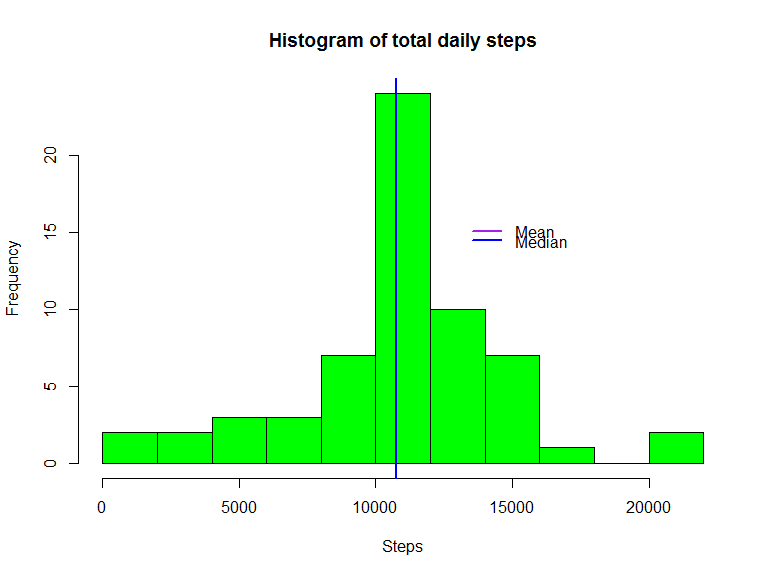 Histogram of total daily steps
Frequency
20
15
10
5
0
Mean
Median
0 5000 10000 15000 20000
Steps